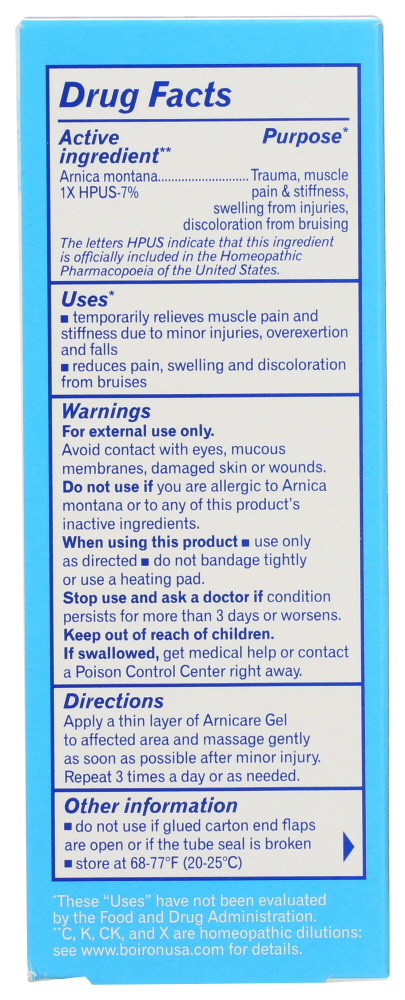 Drug Facts
Active Purpose*
ingredient**
Arnica montana............................Trauma, muscle
1X HPUS-7% pain & stiffness,
swelling from injuries,
discoloration from bruising
The letters HPUS indicate that this ingredient
is officially included in the Homeopathic
Pharmacopoeia of the United States.
Uses*
■ temporarily relieves muscle pain and
stiffness due to minor injuries, overexertion
and falls
■ reduces pain, swelling and discoloration
from bruises
Warnings
For external use only.
Avoid contact with eyes, mucous
membranes, damaged skin or wounds.
Do not use if you are allergic to Arnica
montana or to any of this product's
inactive ingredients.
When using this product ■ use only
as directed ■ do not bandage tightly
or use a heating pad.
Stop use and ask a doctor if condition
persists for more than 3 days or worsens.
Keep out of reach of children.
If swallowed, get medical help or contact
a Poison Control Center right away.
Directions
Apply a thin layer of Arnicare Gel
to affected area and massage gently
as soon as possible after minor injury.
Repeat 3 times a day or as needed.
Other information
■ do not use if glued carton end flaps
are open or if the tube seal is broken
■ store at 68-77°F (20-25°C)
*These "Uses" have not been evaluated
by the Food and Drug Administration.
**C, K, CK, and X are homeopathic dilutions:
see www.boironusa.com for details.